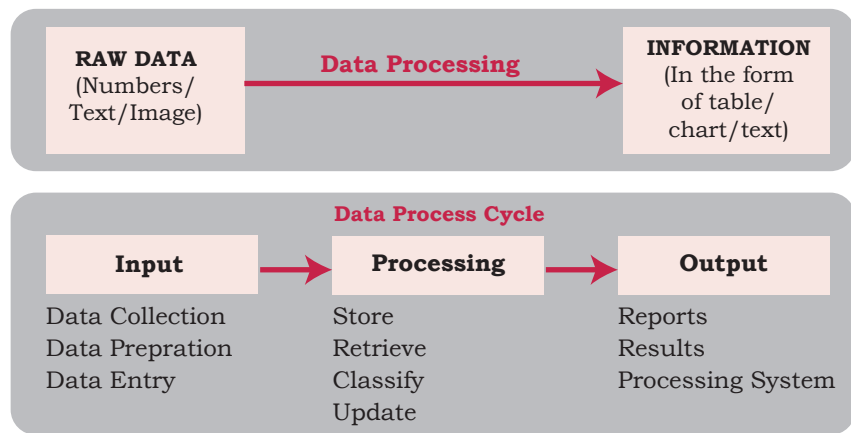 RAW DATA
(Numbers/
Text/Image)
Data Processing
INFORMATION
(In the form
of table/
chart/text)
Data Process Cycle
Input
Data Collection
Data Prepration
Data Entry
Processing
Store
Retrieve
Classify
Update
Output
Reports
Results
Processing System